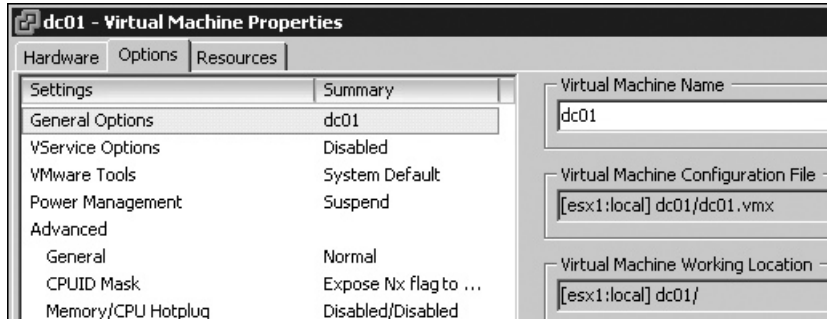 dc01 - Virtual Machine Properties
Hardware Options Resources
Settings Summary
General Options dc01
VService Options Disabled
VMware Tools System Default
Power Management Suspend
Advanced
General Normal
CPUID Mask Expose Nx flag to ...
Memory/CPU Hotplug Disabled/Disabled
Virtual Machine Name
dc01
Virtual Machine Configuration File
[esx1:local] dc01/dc01.vmx
Virtual Machine Working Location
[esx1:local] dc01/